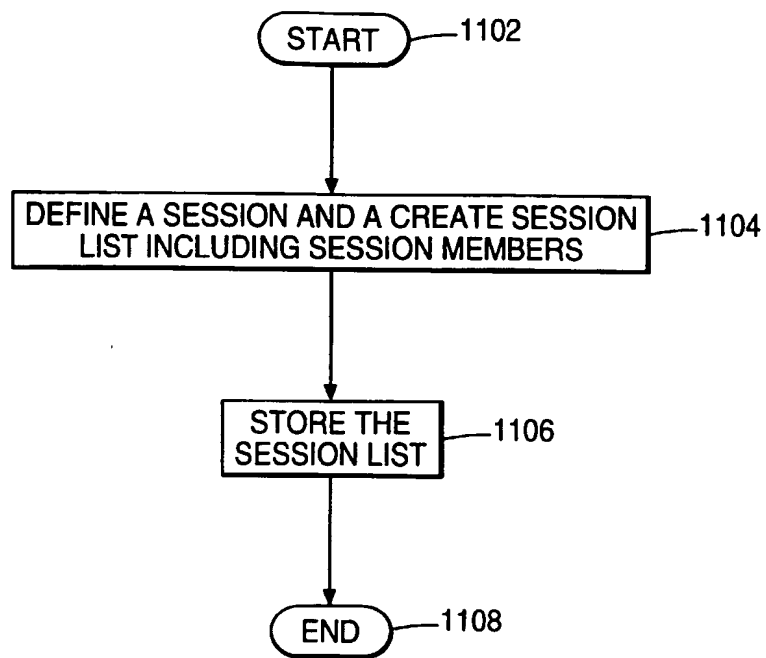 START
1102
DEFINE A SESSION AND A CREATE SESSION
LIST INCLUDING SESSION MEMBERS
1104
STORE THE
SESSION LIST
1106
END
1108